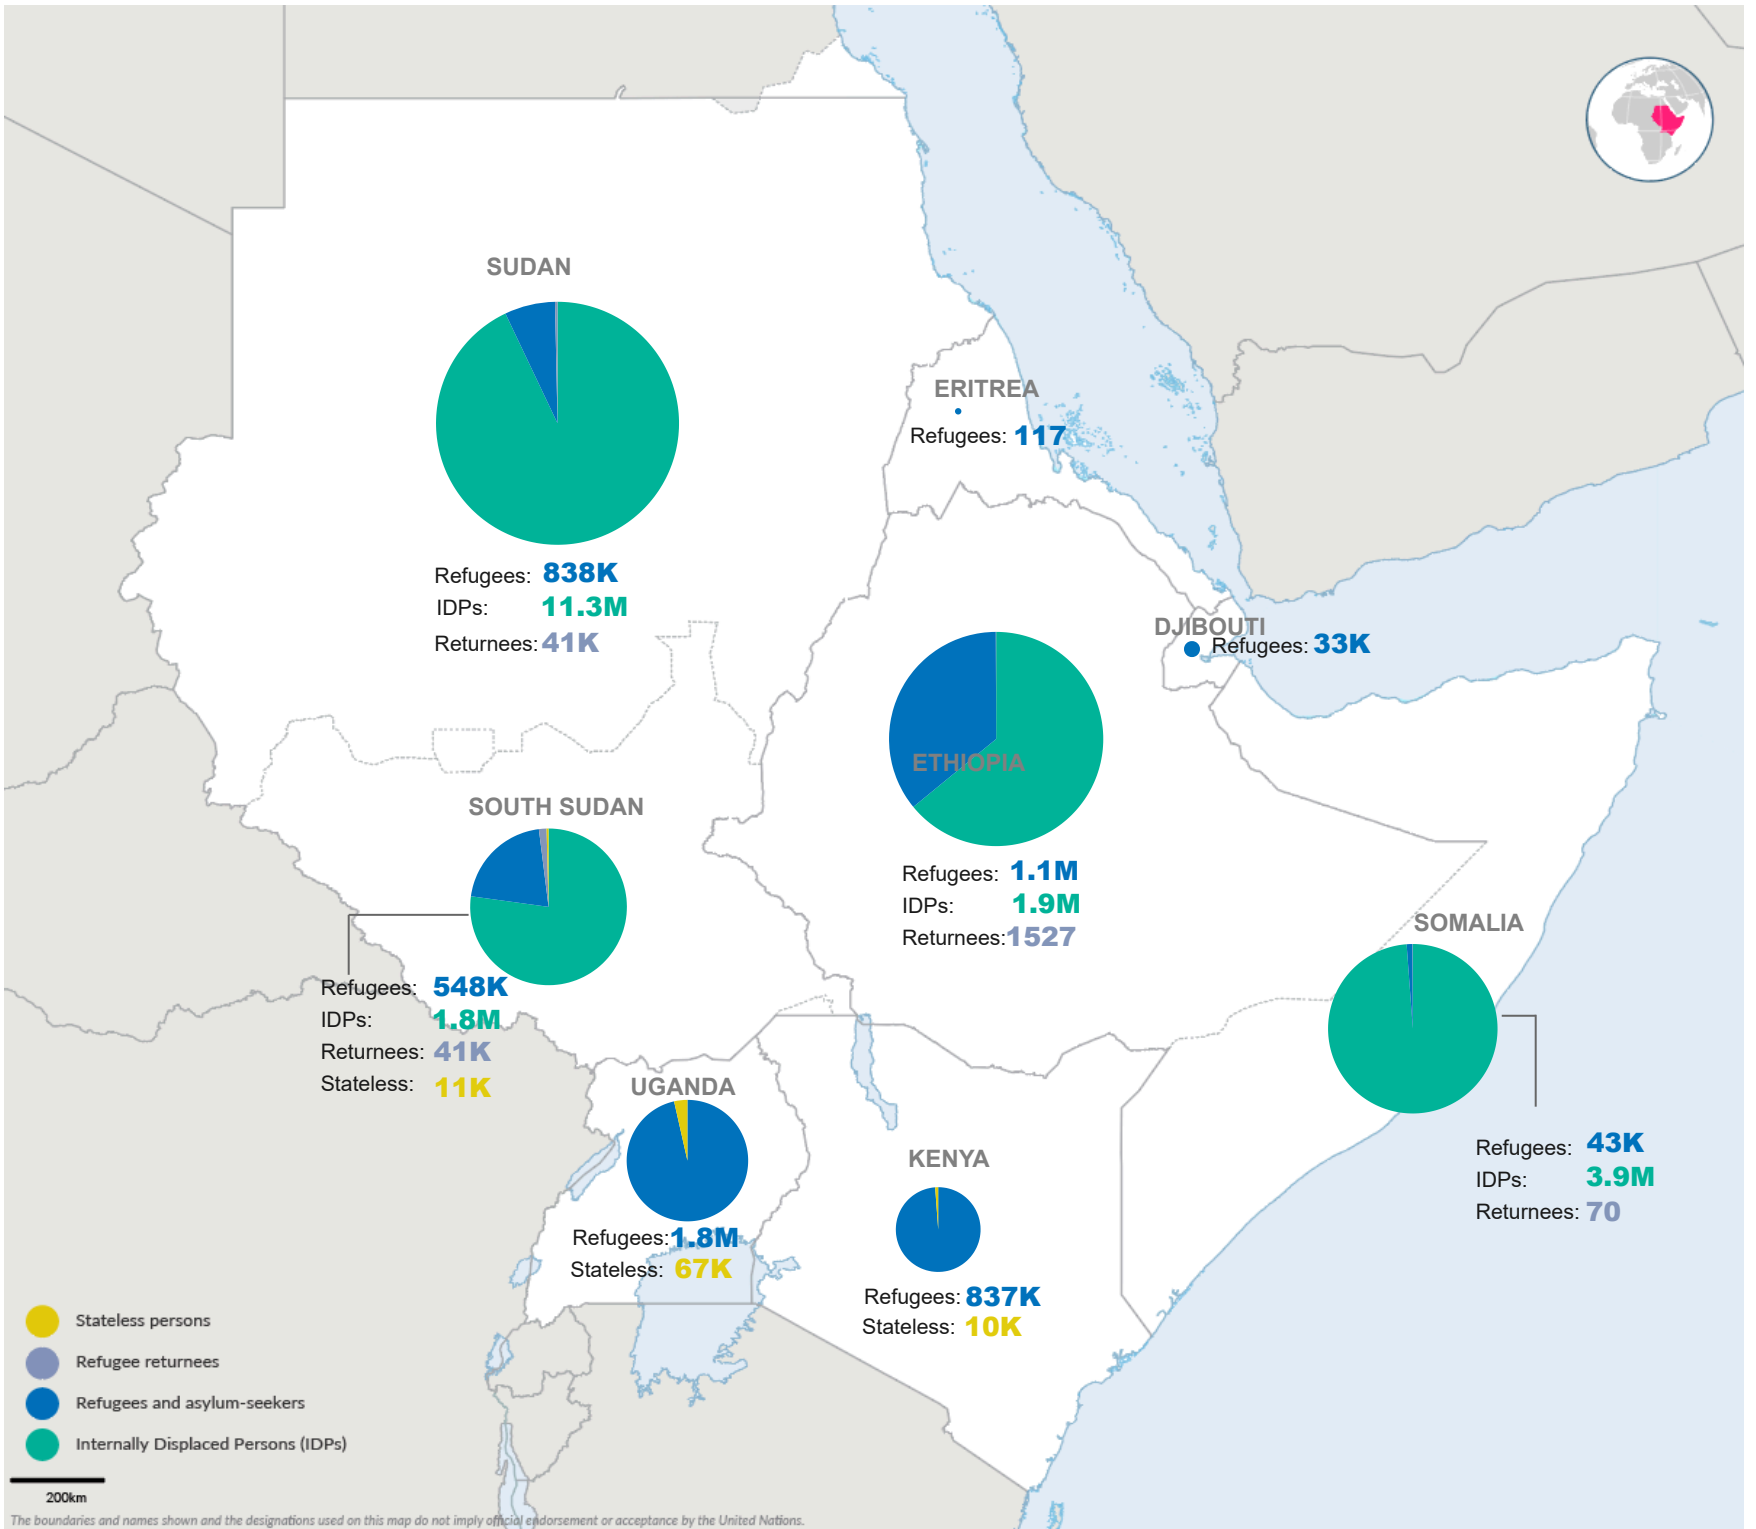 SUDAN
Refugees: 838K
IDPs: 11.3M
Returnees: 41K
ERITREA
Refugees: 117
DJIBOUTI
Refugees: 33K
ETHIOPIA
Refugees: 1.1M
IDPs: 1.9M
Returnees: 1527
SOUTH SUDAN
Refugees: 548K
IDPs: 1.8M
Returnees: 41K
Stateless: 11K
SOMALIA
Refugees: 43K
IDPs: 3.9M
Returnees: 70
UGANDA
Refugees: 1.8M
Stateless: 67K
KENYA
Refugees: 837K
Stateless: 10K
Stateless persons
Refugee returnees
Refugees and asylum-seekers
Internally Displaced Persons (IDPs)
200km
The boundaries and names shown and the designations used on this map do not imply official endorsement or acceptance by the United Nations.